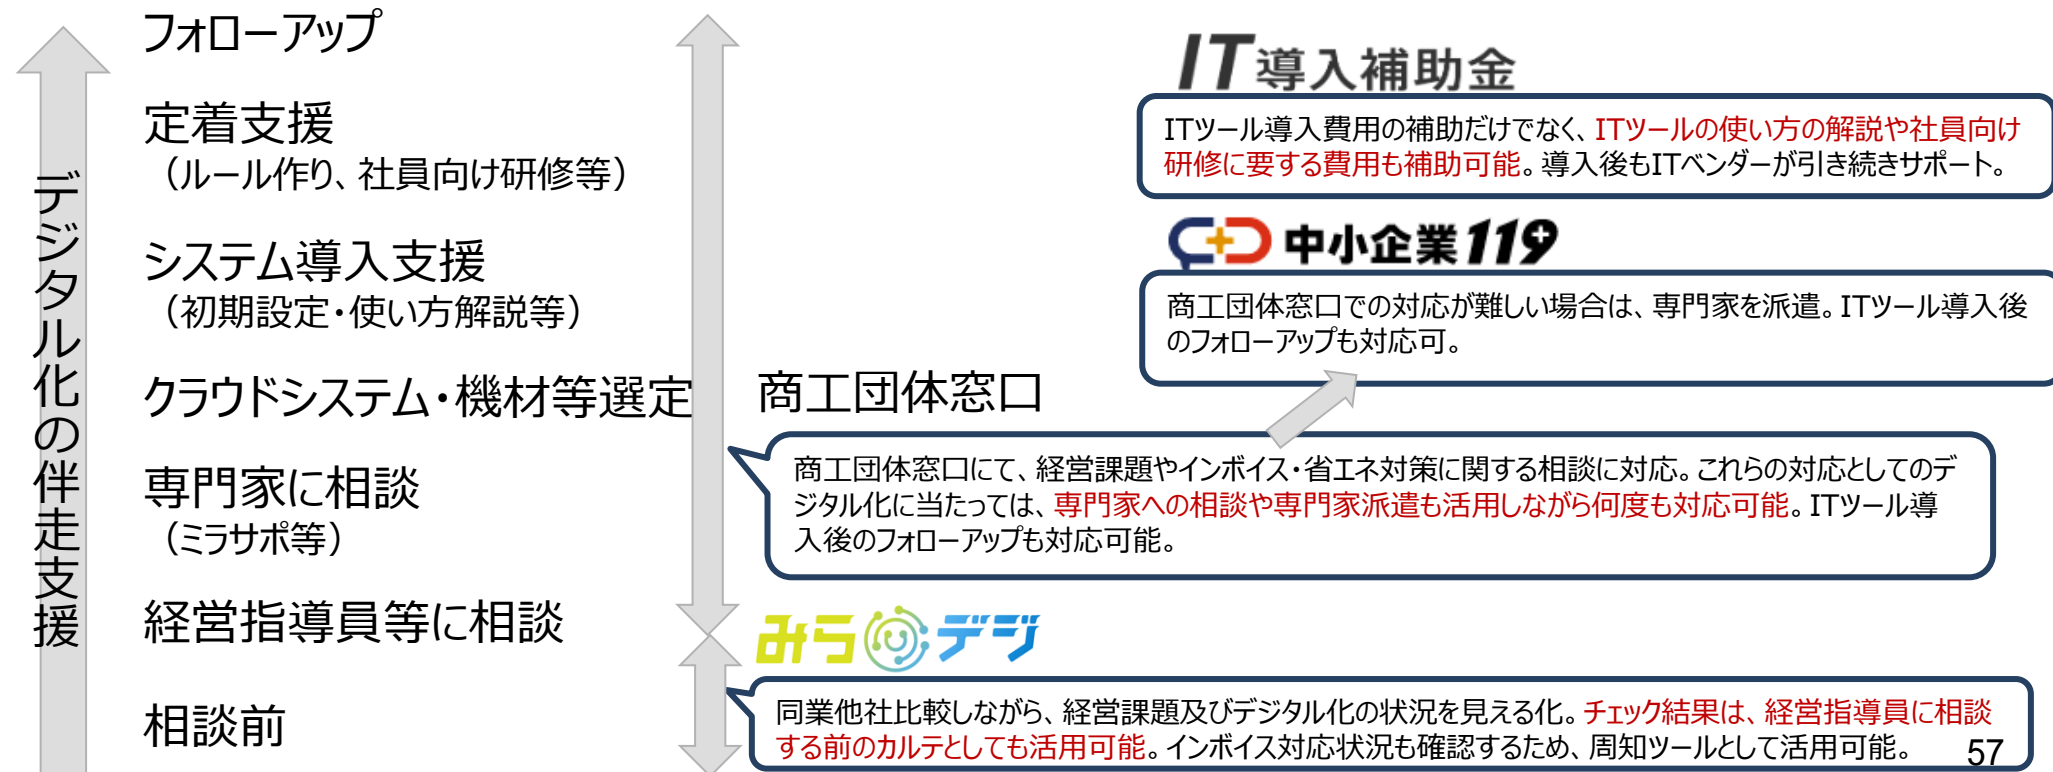 デジタル化の伴走支援
フォローアップ
定着支援
（ルール作り、社員向け研修等）
システム導入支援
（初期設定・使い方解説等）
クラウドシステム・機材等選定
専門家に相談
（ミラサポ等）
経営指導員等に相談
相談前
IT導入補助金
ITツール導入費用の補助だけでなく、ITツールの使い方の解説や社員向け
研修に要する費用も補助可能。導入後もITベンダーが引き続きサポート。
中小企業119
商工団体窓口での対応が難しい場合は、専門家を派遣。ITツール導入後
のフォローアップも対応可。
商工団体窓口
商工団体窓口にて、経営課題やインボイス・省エネ対策に関する相談に対応。これらの対応としてのデ
ジタル化に当たっては、専門家への相談や専門家派遣も活用しながら何度も対応可能。ITツール導
入後のフォローアップも対応可能。
みらデジ
同業他社比較しながら、経営課題及びデジタル化の状況を見える化。チェック結果は、経営指導員に相談
する前のカルテとしても活用可能。インボイス対応状況も確認するため、周知ツールとして活用可能。
57